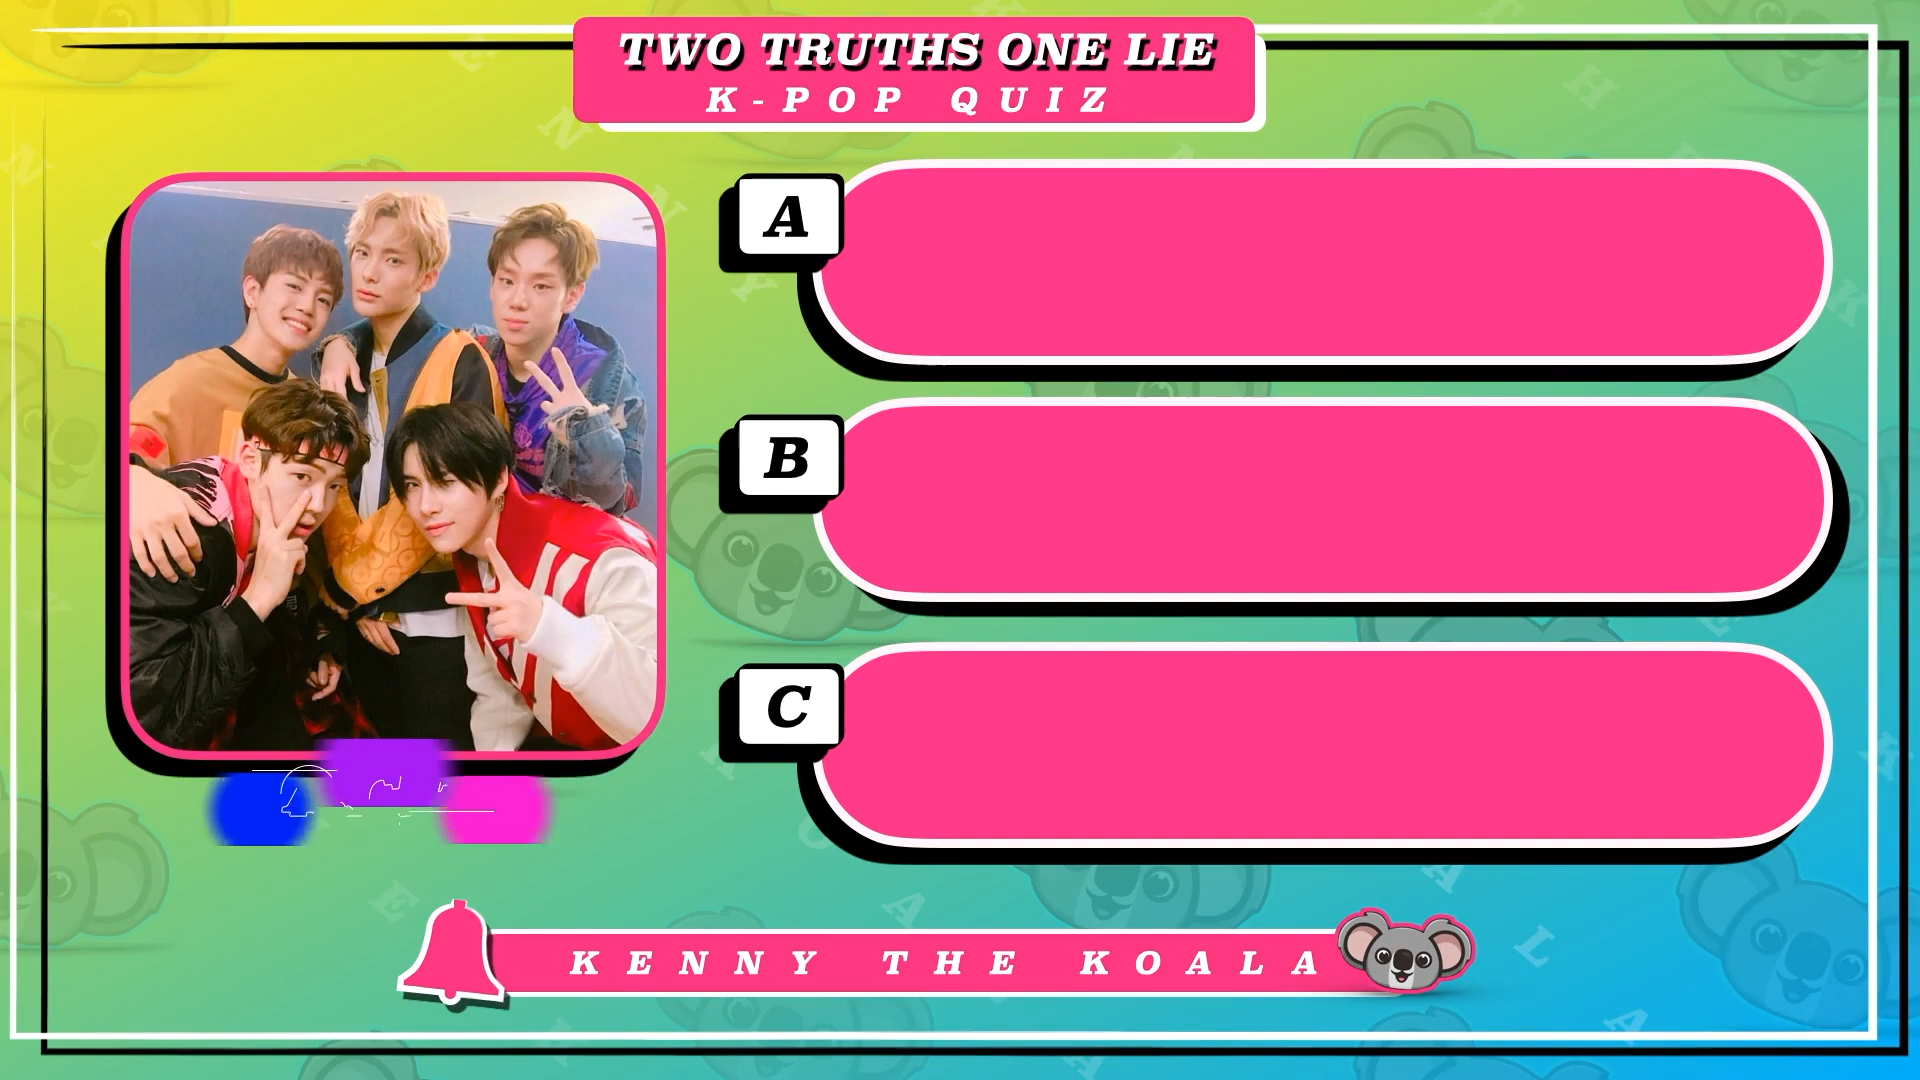 TWO TRUTHS ONE LIE
K-POP QUIZ
A
B
C
KENNY THE KOALA